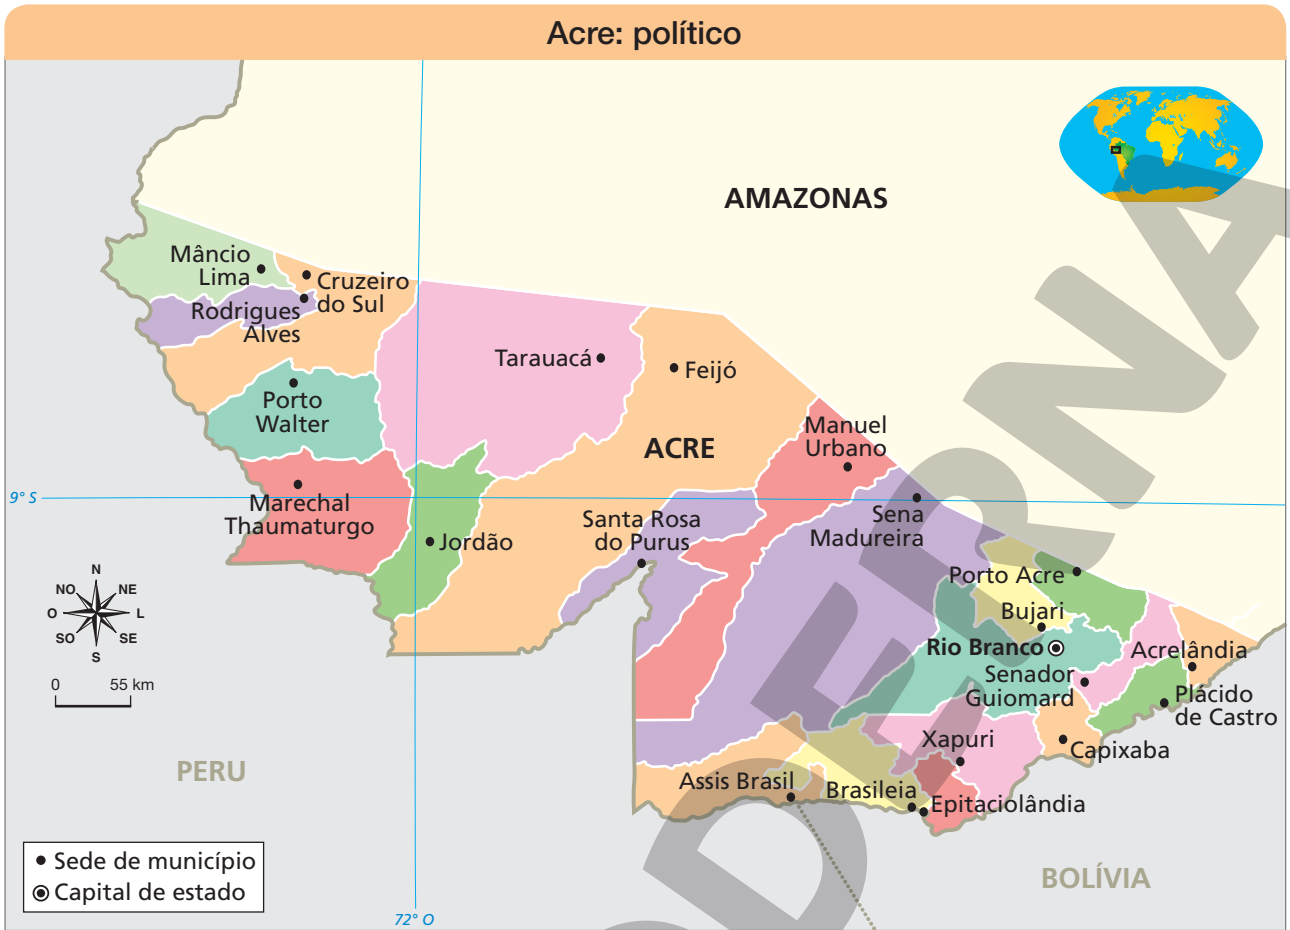 Acre: político
AMAZONAS
Mâncio
Lima
Cruzeiro
do Sul
Rodrigues
Alves
Tarauacá
Feijó
Porto
Walter
Manuel
Urbano
ACRE
9° S
Marechal
Thaumaturgo
Jordão
Santa Rosa
do Purus
Sena
Madureira
Porto Acre
Bujari
Rio Branco
Acrelândia
Senador
Guiomard
Plácido
de Castro
Xapuri
Capixaba
Assis Brasil
Brasileia
Epitaciolândia
N
NO
NE
O
L
SO
SE
S
0
55 km
PERU
BOLÍVIA
Sede de município
Capital de estado
72° O
DERNA